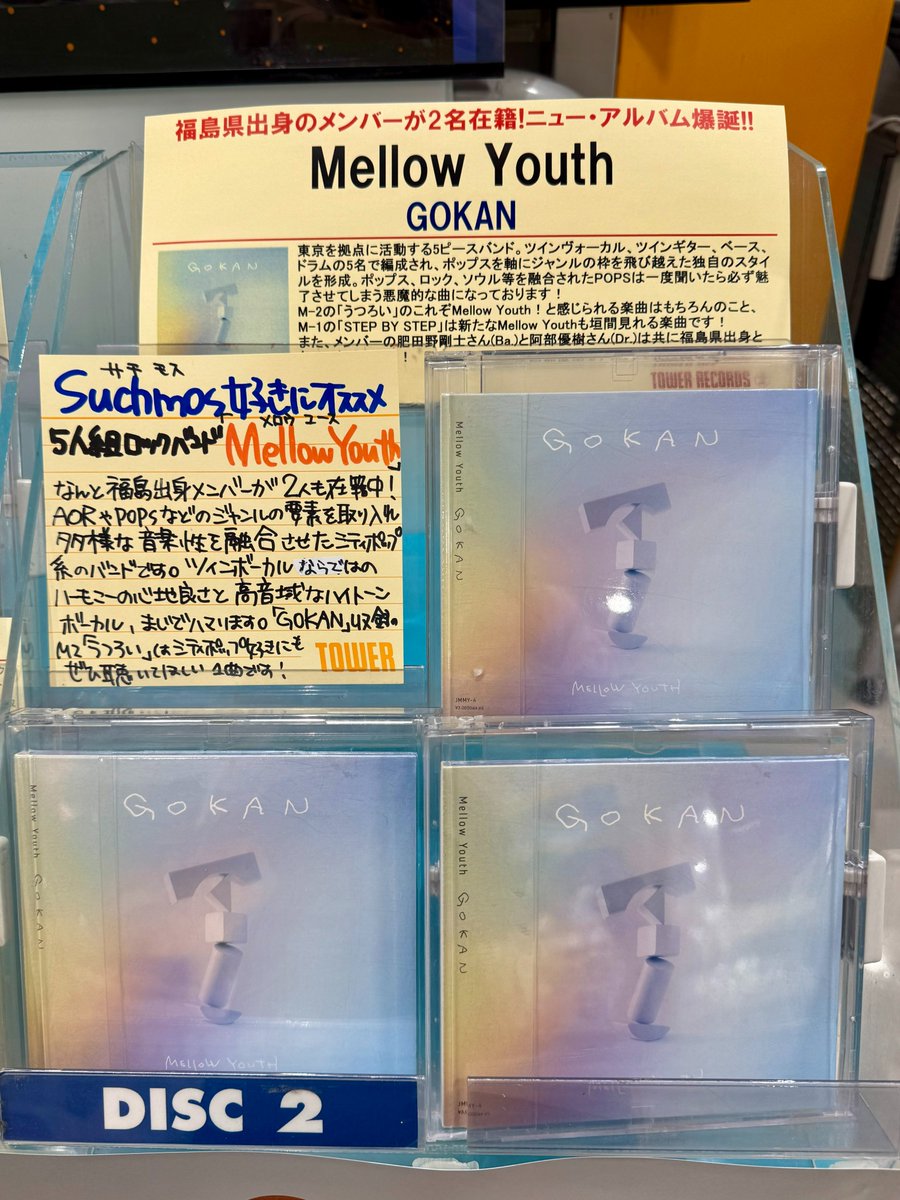 福島県出身のメンバーが2名在籍!ニュー・アルバム爆誕!!
Mellow Youth
GOKAN
GOKAN
東京を拠点に活動する5ピースバンド。ツインヴォーカル、ツインギター、ベース、
ドラムの5名で編成され、ポップスを軸にジャンルの枠を飛び越えた独自のスタイ
ルを形成。ポップス、ロック、ソウル等を融合されたPOPSは一度聞いたら必ず魅
了させてしまう悪魔的な曲になっております!
M-2の「うつろい」のこれぞMellow Youth!と感じられる楽曲はもちろんのこと、
M-1の「STEP BY STEP」は新たなMellow Youthも垣間見れる楽曲です!
また、メンバーの肥田野剛士さん(Ba.)と阿部優樹さん(Dr.)は共に福島県出身と
!
TOWER RECORDS
サチモス
Suchmos好きにオススメ
メロウ ユース
5人組ロックバンド『Mellow Youth』
なんと福島出身メンバーが2人も在籍中!
AORやPOPsなどのジャンルの要素を取り入れ
多様な音楽性を融合させたシティポップ
系のバンドです。ツインボーカルならではの
ハーモニーの心地良さと高音域なハイトーン
ボーカル、まじでハマります。「GOKAN」収録の
M2「うつろい」はシティポップ好きにも
ぜひ聴いてほしい1曲です!
TOWER
Mellow Youth GOKAN
GOKAN
MELLOW YOUTH
JMMY-4
Mellow Youth GOKAN
GOKAN
MELLOW YOUTH
Mellow Youth GOKAN
GOKAN
JMMY-4
DISC 2